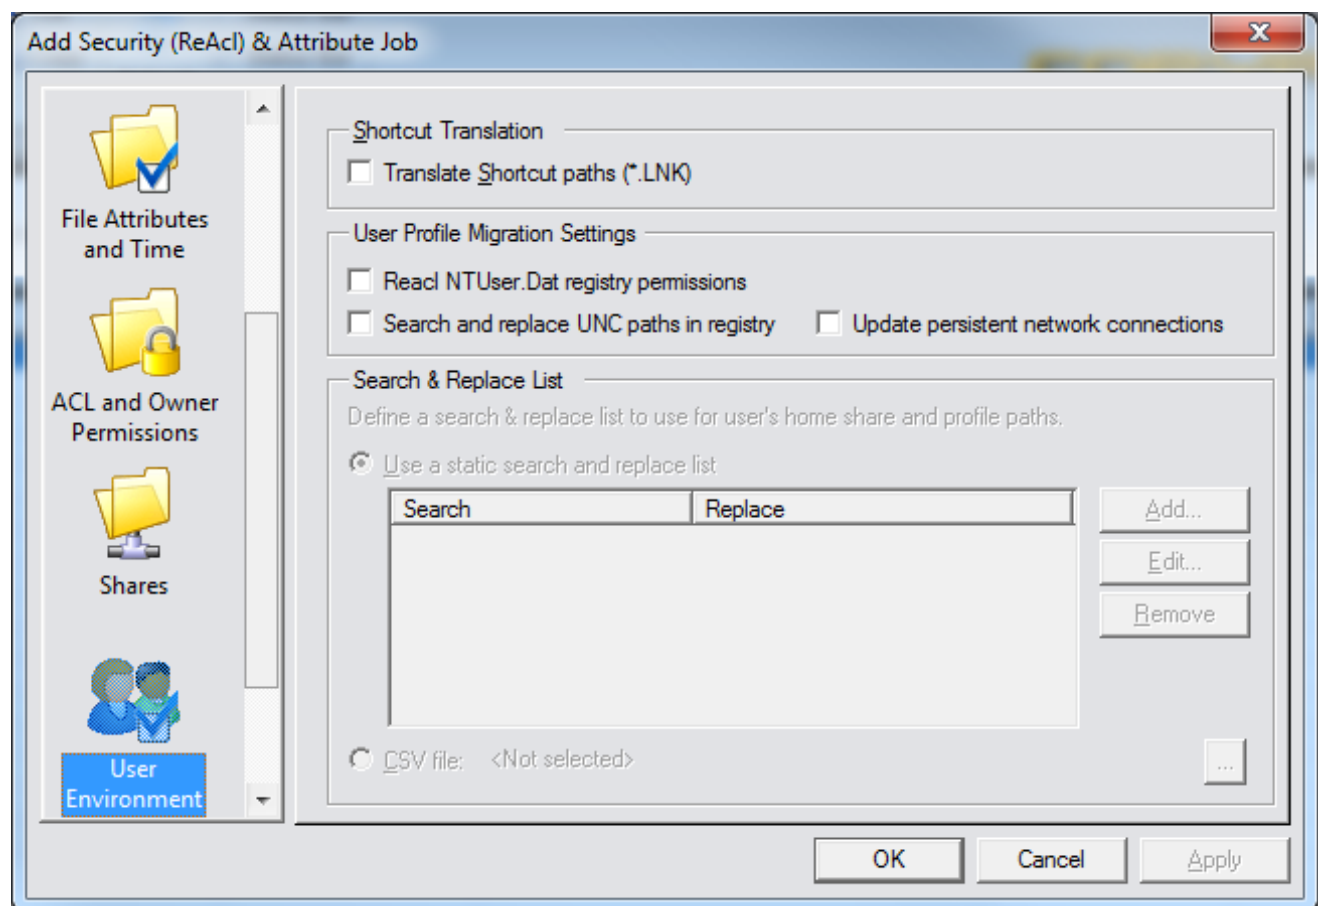 Add Security (ReAcl) & Attribute Job
File Attributes
and Time
ACL and Owner
Permissions
Shares
User
Environment
Shortcut Translation
Translate Shortcut paths (*.LNK)
User Profile Migration Settings
Reacl NTUser.Dat registry permissions
Search and replace UNC paths in registry Update persistent network connections
Search & Replace List
Define a search & replace list to use for user's home share and profile paths.
Use a static search and replace list
Search Replace
Add...
Edit...
Remove
CSV file: <Not selected> ...
OK Cancel Apply